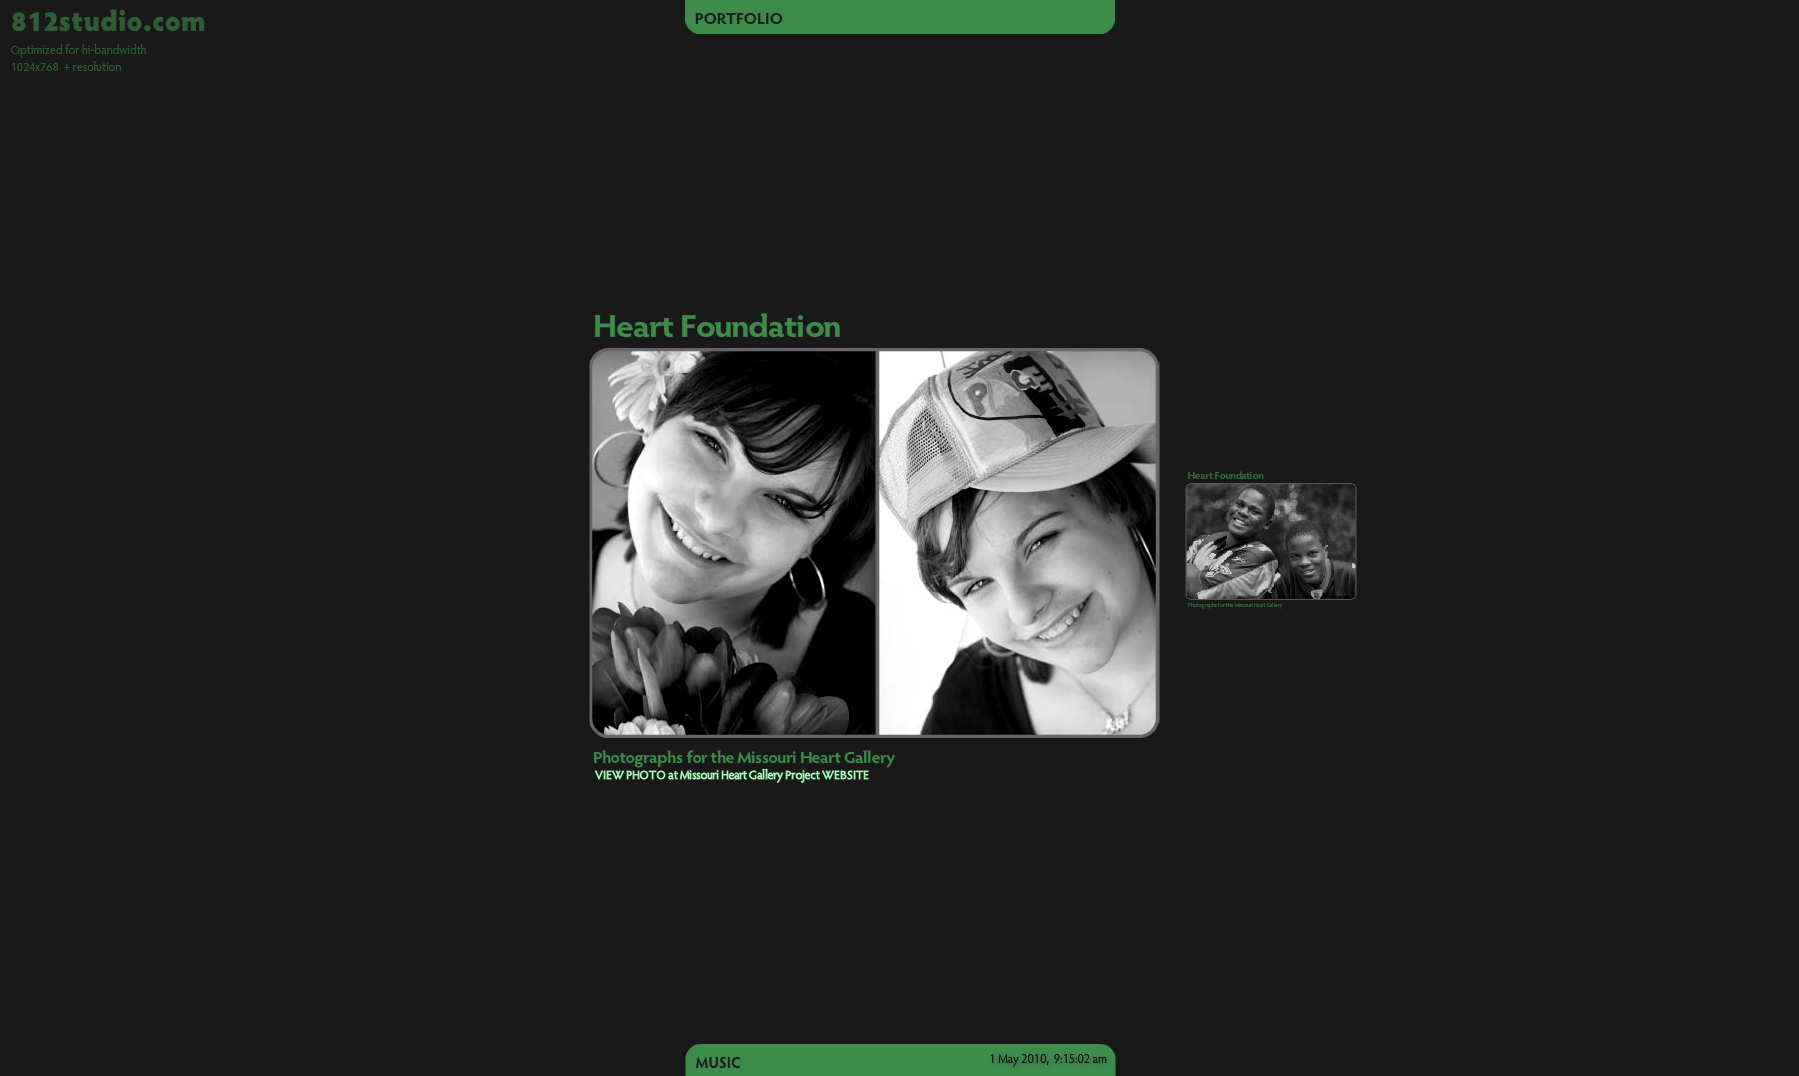 812studio.com
Optimized for hi-bandwidth
1024x768 + resolution
PORTFOLIO
Heart Foundation
Photographs for the Missouri Heart Gallery
VIEW PHOTO at Missouri Heart Gallery Project WEBSITE
Heart Foundation
Photographs for the Missouri Heart Gallery
MUSIC
1 May 2010, 9:15:02 am